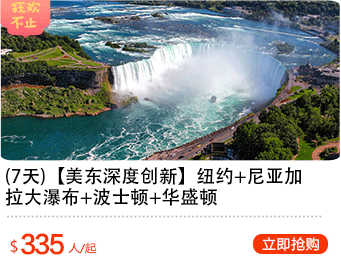 狂欢
不止
(7天)【美东深度创新】纽约+尼亚加
拉大瀑布+波士顿+华盛顿
$335人/起
立即抢购